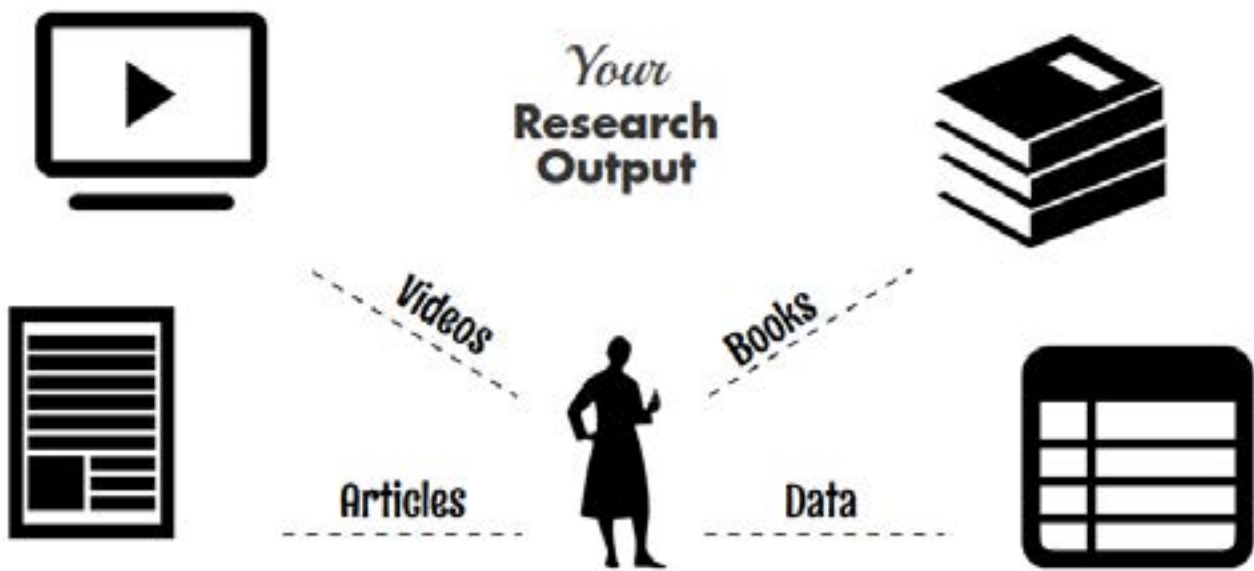 Your
Research
Output
Videos
Books
Articles
Data